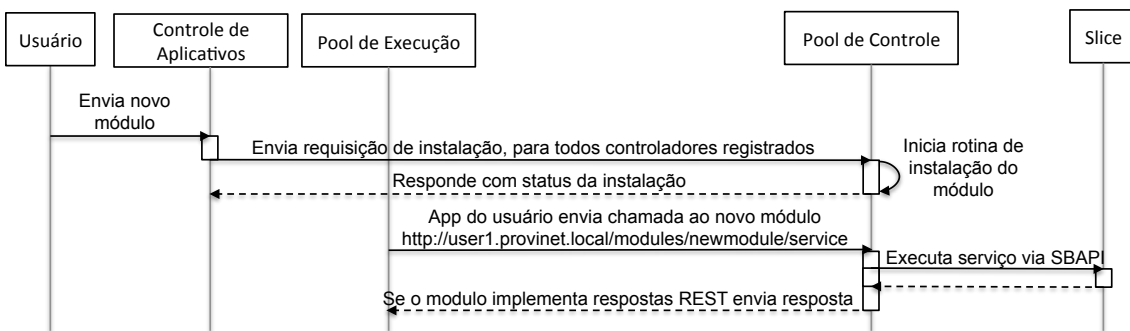 Usuário
Controle de
Aplicativos
Pool de Execução
Pool de Controle
Slice
Envia novo
módulo
Envia requisição de instalação, para todos controladores registrados
Inicia rotina de
instalação do
módulo
Responde com status da instalação
App do usuário envia chamada ao novo módulo
http://user1.provinet.local/modules/newmodule/service
Executa serviço via SBAPI
Se o modulo implementa respostas REST envia resposta